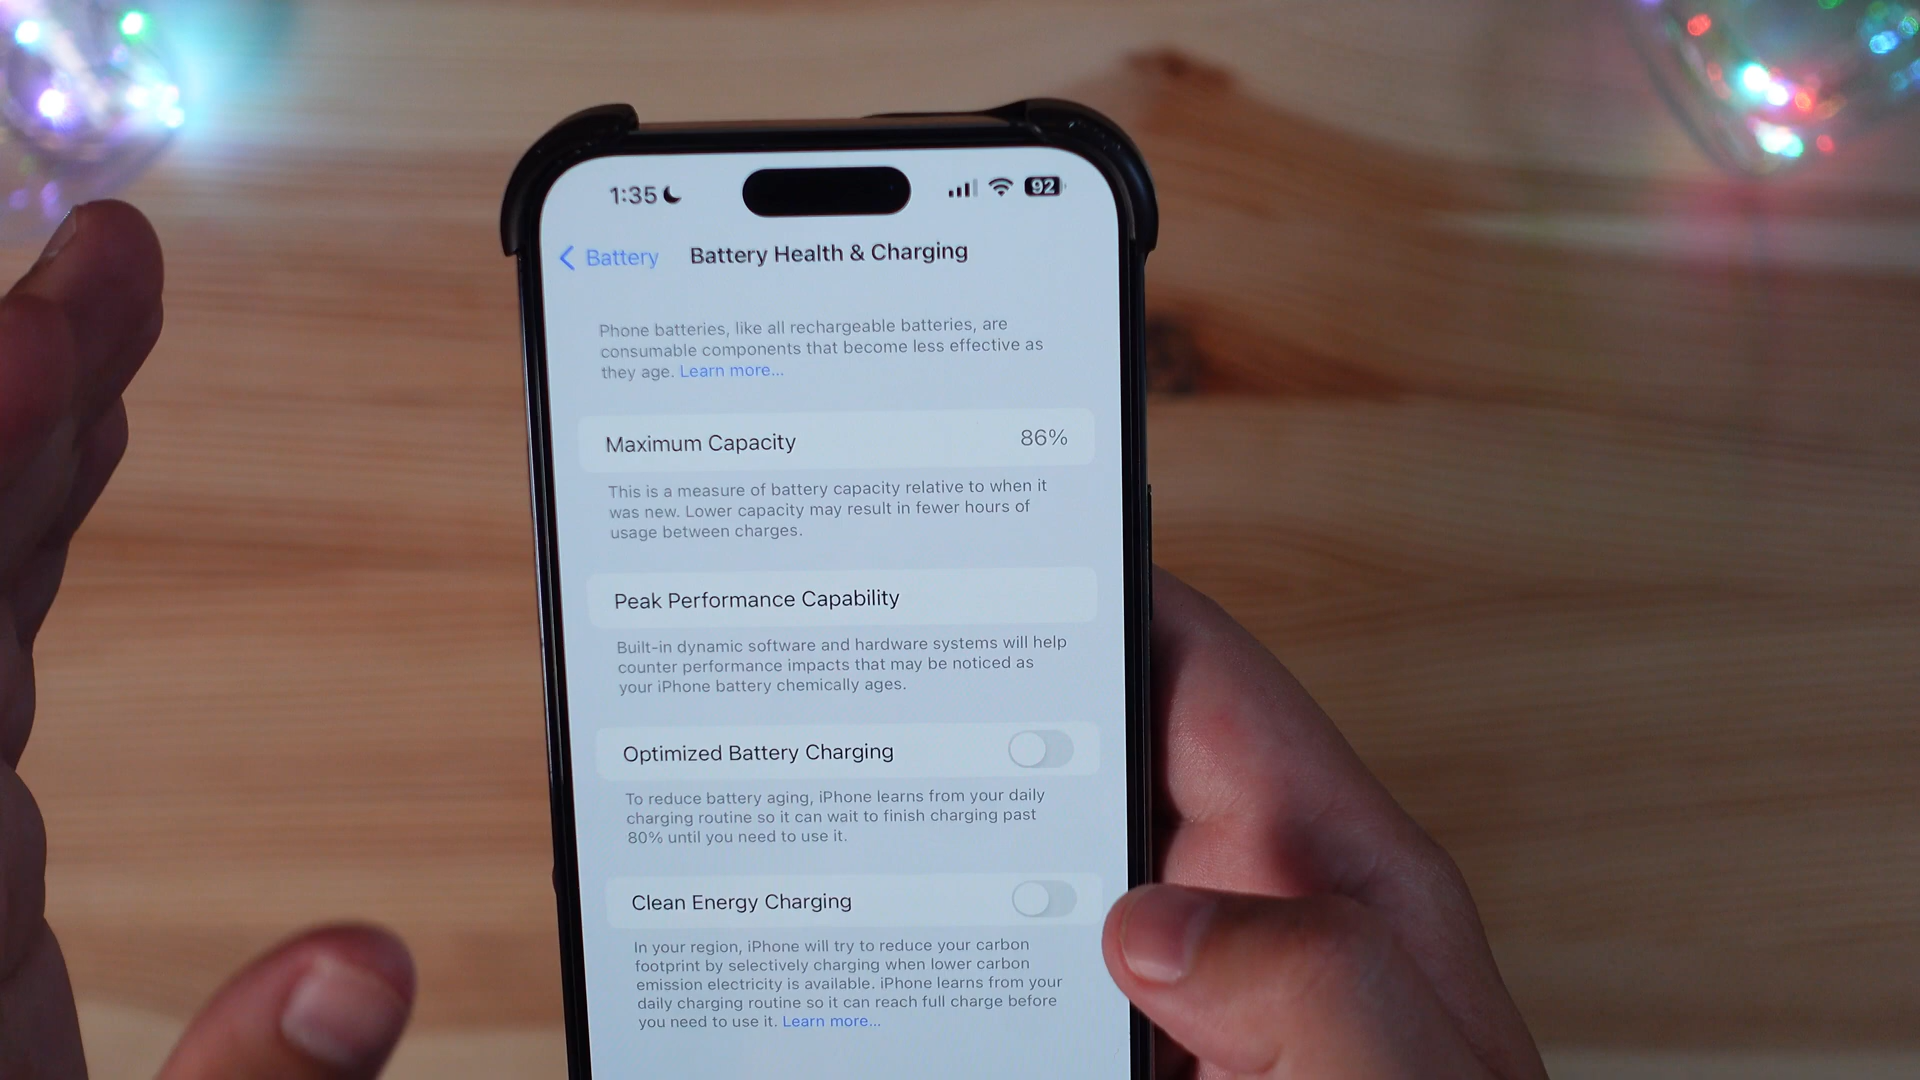 1:35 92
Battery Battery Health & Charging
Phone batteries, like all rechargeable batteries, are
consumable components that become less effective as
they age. Learn more...
Maximum Capacity 86%
This is a measure of battery capacity relative to when it
was new. Lower capacity may result in fewer hours of
usage between charges.
Peak Performance Capability
Built-in dynamic software and hardware systems will help
counter performance impacts that may be noticed as
your iPhone battery chemically ages.
Optimized Battery Charging
To reduce battery aging, iPhone learns from your daily
charging routine so it can wait to finish charging past
80% until you need to use it.
Clean Energy Charging
In your region, iPhone will try to reduce your carbon
footprint by selectively charging when lower carbon
emission electricity is available. iPhone learns from your
daily charging routine so it can reach full charge before
you need to use it. Learn more...